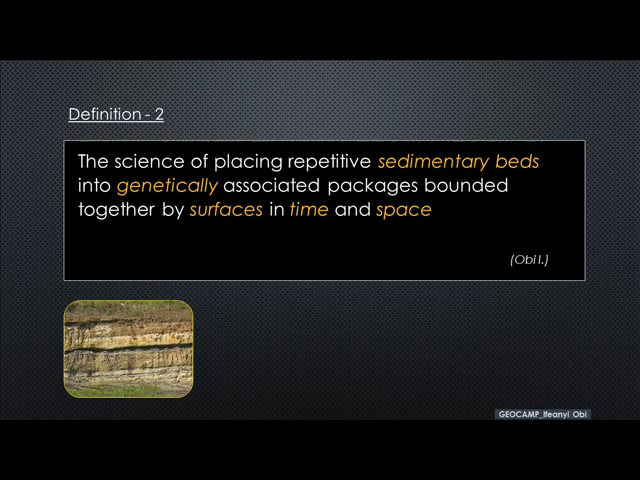 Definition - 2
The science of placing repetitive sedimentary beds
into genetically associated packages bounded
together by surfaces in time and space
(Obi I.)
GEOCAMP_Ifeanyi Obi